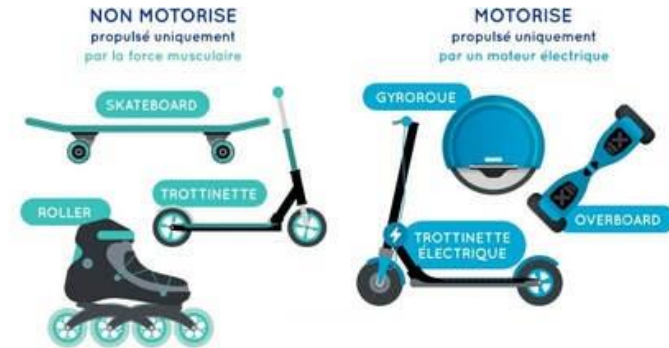 NON MOTORISE
propulsé uniquement
par la force musculaire
SKATEBOARD
TROTTINETTE
ROLLER
MOTORISE
propulsé uniquement
par un moteur électrique
GYROROUE
OVERBOARD
TROTTINETTE
ÉLECTRIQUE